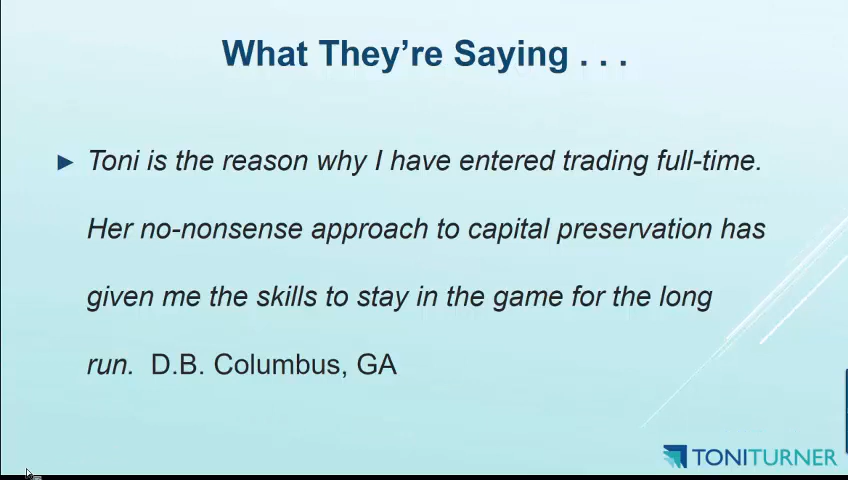 What They’re Saying . . .
Toni is the reason why I have entered trading full-time.
Her no-nonsense approach to capital preservation has
given me the skills to stay in the game for the long
run. D.B. Columbus, GA
TONITURNER